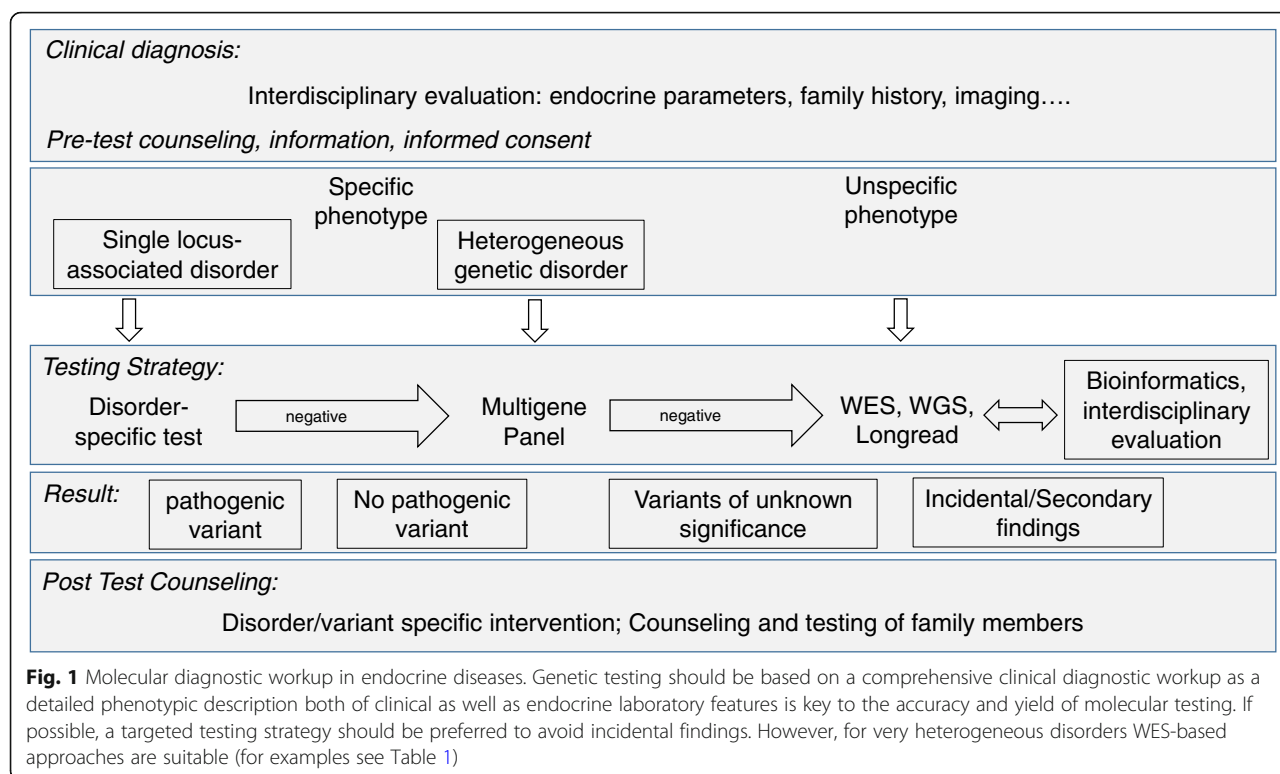 Clinical diagnosis:
Interdisciplinary evaluation: endocrine parameters, family history, imaging....
Pre-test counseling, information, informed consent
Specific
phenotype
Unspecific
phenotype
Single locus-
associated disorder
Heterogeneous
genetic disorder
Testing Strategy:
Disorder-
specific test
negative
Multigene
Panel
negative
WES, WGS,
Longread
Bioinformatics,
interdisciplinary
evaluation
Result:
pathogenic
variant
No pathogenic
variant
Variants of unknown
significance
Incidental/Secondary
findings
Post Test Counseling:
Disorder/variant specific intervention; Counseling and testing of family members
Fig. 1 Molecular diagnostic workup in endocrine diseases. Genetic testing should be based on a comprehensive clinical diagnostic workup as a
detailed phenotypic description both of clinical as well as endocrine laboratory features is key to the accuracy and yield of molecular testing. If
possible, a targeted testing strategy should be preferred to avoid incidental findings. However, for very heterogeneous disorders WES-based
approaches are suitable (for examples see Table 1)